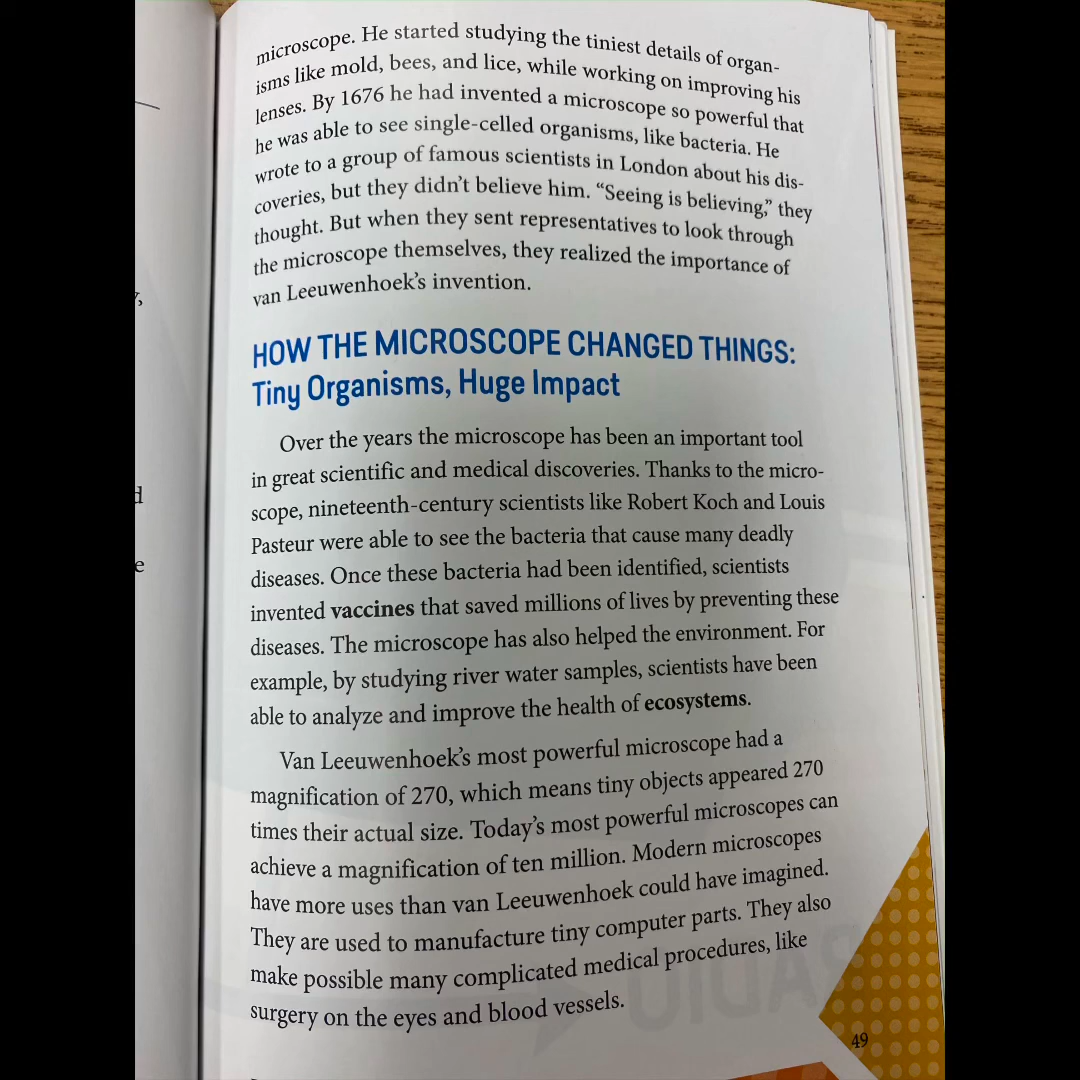 microscope. He started studying the tiniest details of organ-
isms like mold, bees, and lice, while working on improving his
lenses. By 1676 he had invented a microscope so powerful that
he was able to see single-celled organisms, like bacteria. He
wrote to a group of famous scientists in London about his dis-
coveries, but they didn't believe him. “Seeing is believing,” they
thought. But when they sent representatives to look through
the microscope themselves, they realized the importance of
van Leeuwenhoek's invention.
HOW THE MICROSCOPE CHANGED THINGS:
Tiny Organisms, Huge Impact
Over the years the microscope has been an important tool
in great scientific and medical discoveries. Thanks to the micro-
scope, nineteenth-century scientists like Robert Koch and Louis
Pasteur were able to see the bacteria that cause many deadly
diseases. Once these bacteria had been identified, scientists
invented vaccines that saved millions of lives by preventing these
diseases. The microscope has also helped the environment. For
example, by studying river water samples, scientists have been
able to analyze and improve the health of ecosystems.
Van Leeuwenhoek's most powerful microscope had a
magnification of 270, which means tiny objects appeared 270
times their actual size. Today's most powerful microscopes can
achieve a magnification of ten million. Modern microscopes
have more uses than van Leeuwenhoek could have imagined.
They are used to manufacture tiny computer parts. They also
make possible many complicated medical procedures, like
surgery on the eyes and blood vessels.
49